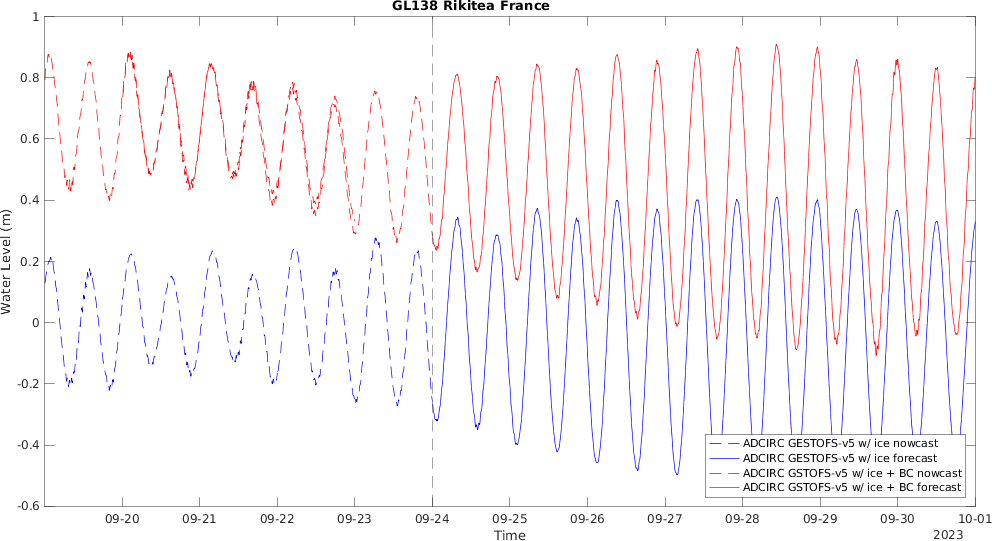 GL138 Rikitea France
1
0.8
0.6
0.4
0.2
0
-0.2
-0.4
-0.6
Water Level (m)
ADCIRC GESTOFS-v5 w/ ice nowcast
ADCIRC GESTOFS-v5 w/ ice forecast
ADCIRC GSTOFS-v5 w/ ice + BC nowcast
ADCIRC GSTOFS-v5 w/ ice + BC forecast
09-20 09-21 09-22 09-23 09-24 09-25 09-26 09-27 09-28 09-29 09-30 10-01
Time
2023